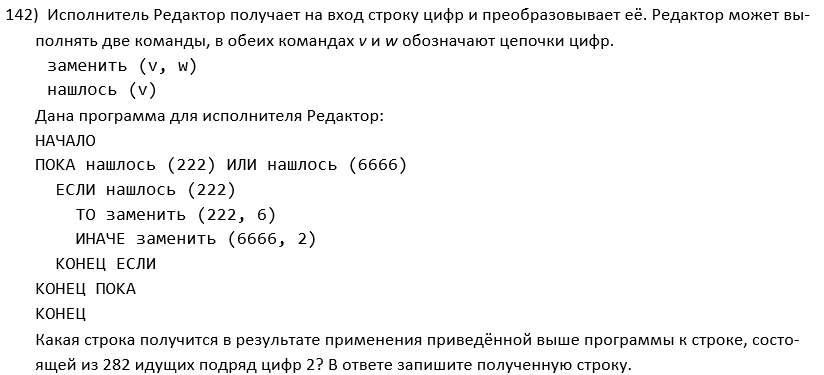 142) Исполнитель Редактор получает на вход строку цифр и преобразовывает её. Редактор может вы-
полнять две команды, в обеих командах v и w обозначают цепочки цифр.
заменить (v, w)
нашлось (v)
Дана программа для исполнителя Редактор:
НАЧАЛО
ПОКА нашлось (222) ИЛИ нашлось (6666)
ЕСЛИ нашлось (222)
ТО заменить (222, 6)
ИНАЧЕ заменить (6666, 2)
КОНЕЦ ЕСЛИ
КОНЕЦ ПОКА
КОНЕЦ
Какая строка получится в результате применения приведённой выше программы к строке, состо-
ящей из 282 идущих подряд цифр 2? В ответе запишите полученную строку.